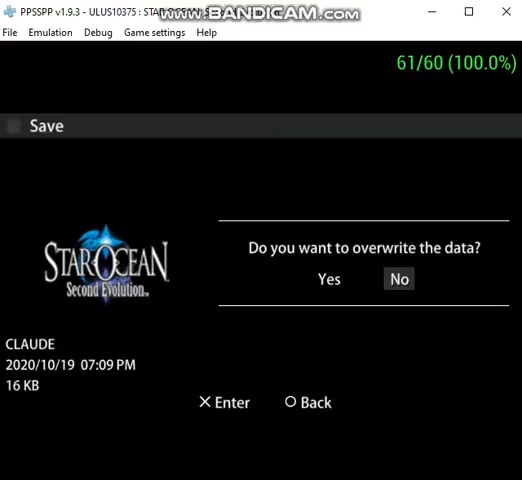 PPSSPP v1.9.3 - ULUS10375 : STAR OCEAN
www.BANDICAM.com
File Emulation Debug Game settings Help
61/60 (100.0%)
Save
STAR OCEAN
Second Evolution
Do you want to overwrite the data?
Yes No
CLAUDE
2020/10/19 07:09 PM
16 KB
Enter Back